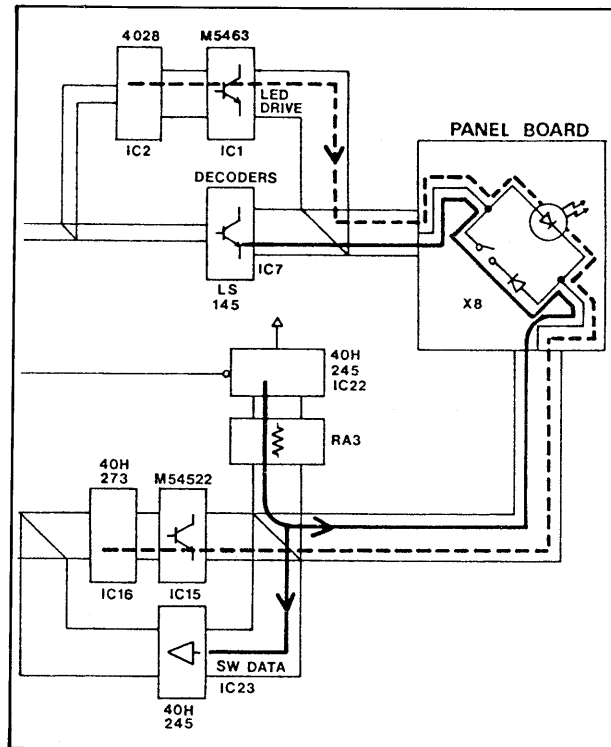 4028
M5463
LED
DRIVE
IC2
IC1
PANEL BOARD
DECODERS
IC7
LS
145
X8
40H
245
IC22
RA3
40H
273
M54522
IC16
IC15
SW DATA
IC23
40H
245